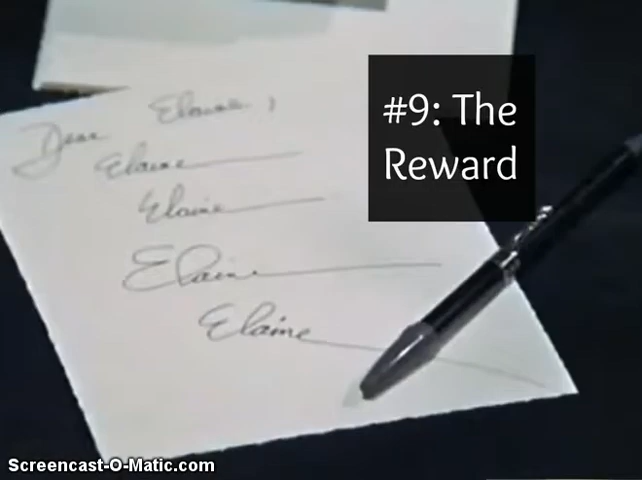 #9: The
Reward
Dear Elaine,
Elaine
Elaine
Elaine
Elaine
Screencast-O-Matic.com